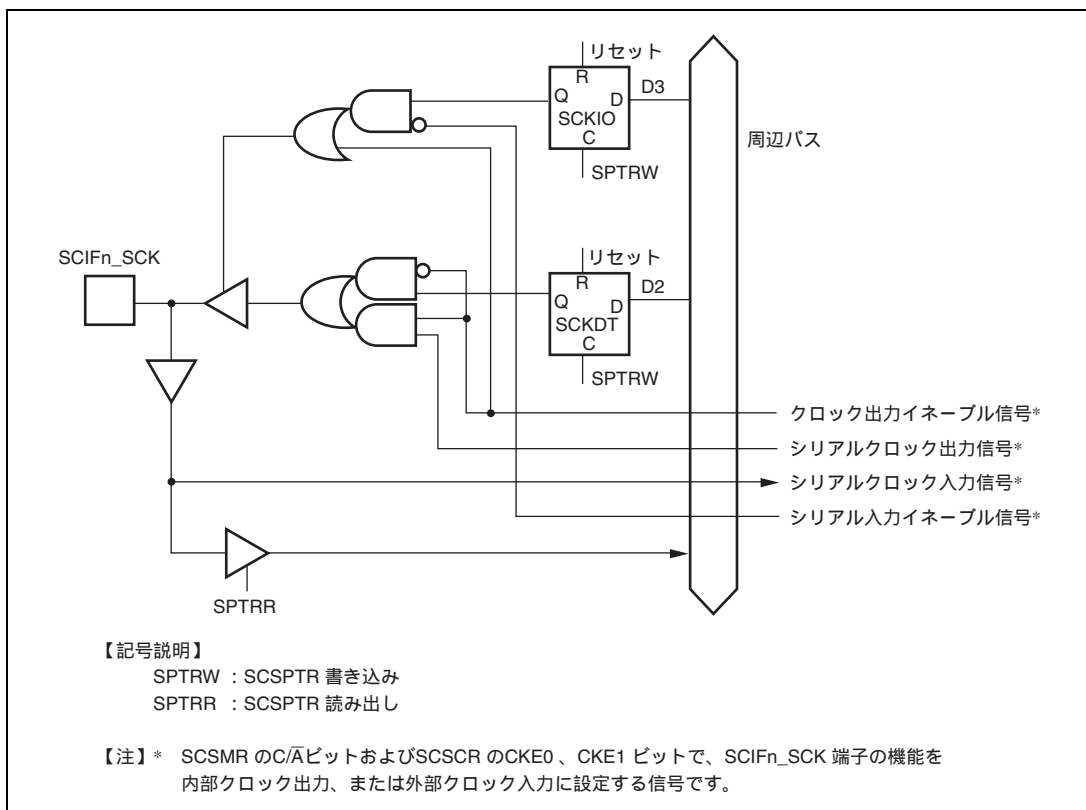 リセット
R
Q D
SCKIO
C
D3
SPTRW
周辺バス
SCIFn_SCK
リセット
R
Q D
SCKDT
C
D2
SPTRW
クロック出力イネーブル信号*
シリアルクロック出力信号*
シリアルクロック入力信号*
シリアル入力イネーブル信号*
SPTRR
【記号説明】
SPTRW : SCSPTR 書き込み
SPTRR : SCSPTR 読み出し
【注】* SCSMR のC/A̅ビットおよびSCSCR のCKE0 、CKE1 ビットで、SCIFn_SCK 端子の機能を
内部クロック出力、または外部クロック入力に設定する信号です。